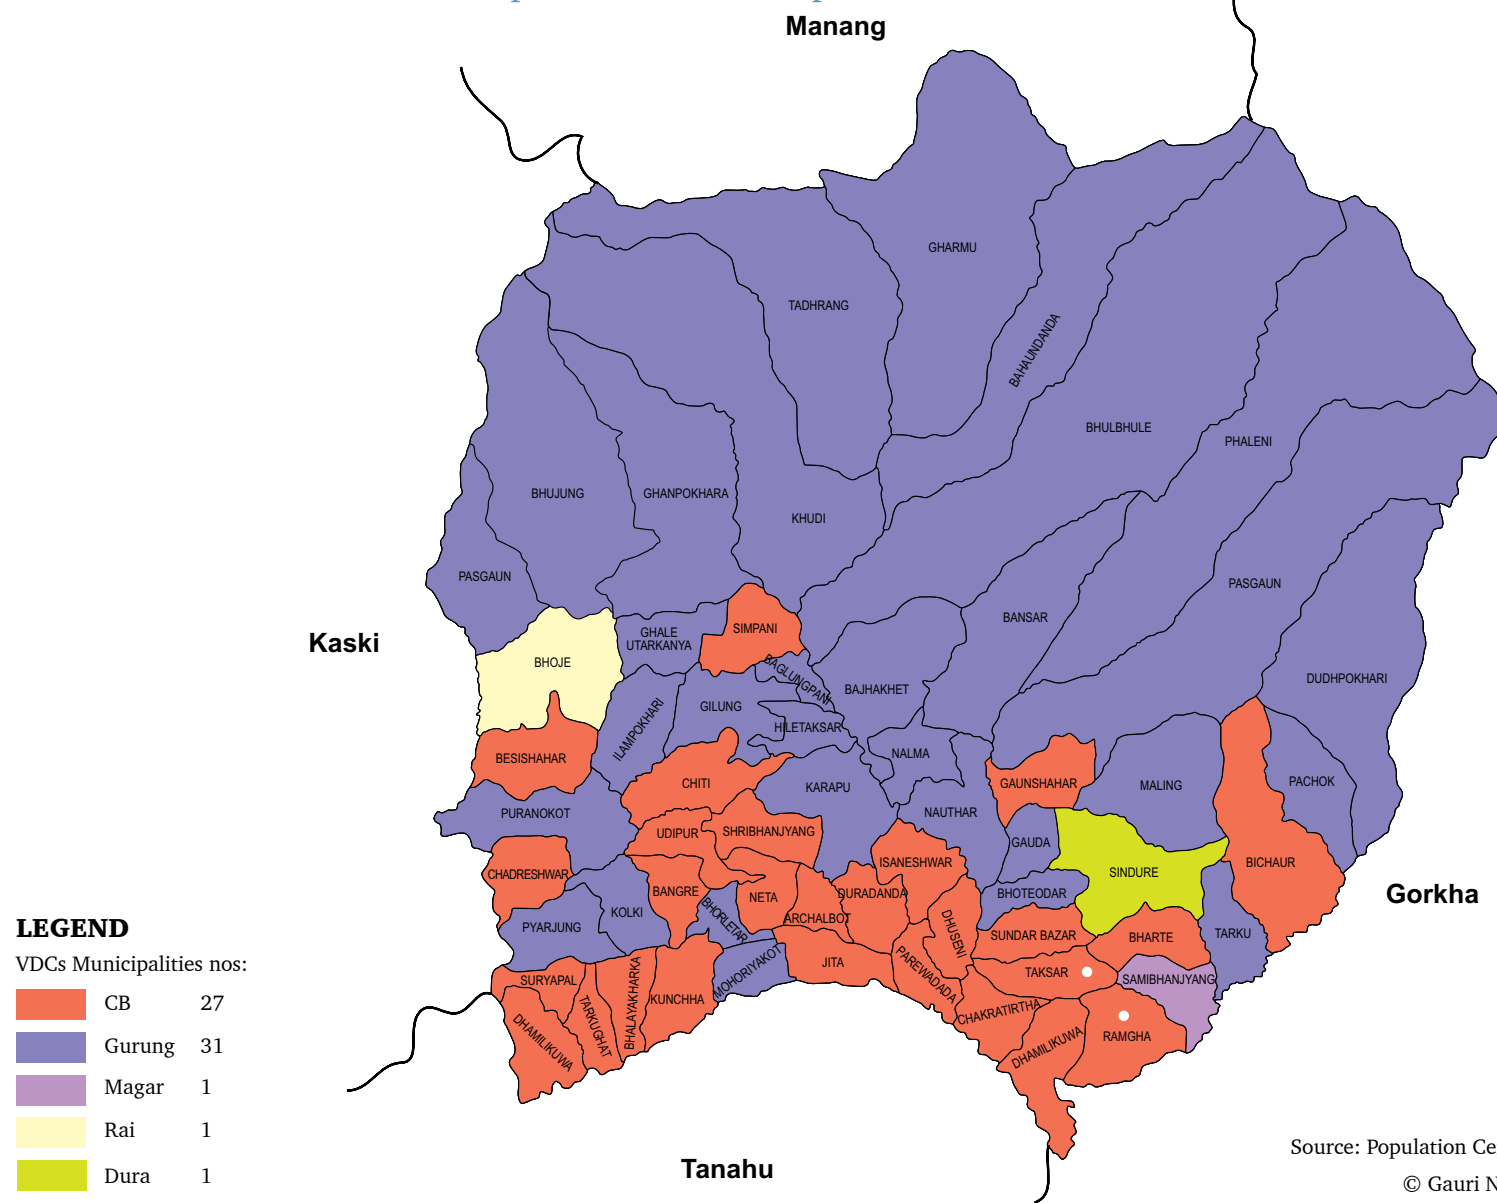 Manang
GHARMU
TADHRANG
BAHAUNDANDA
BHULBHULE
PHALENI
BHUJUNG
GHANPOKHARA
KHUDI
PASGAUN
PASGAUN
BANSAR
Kaski
GHALE
UTARKANYA
SIMPANI
BHOJE
BAGLUNGPANI
BAJHAKHET
DUDHPOKHARI
ILAMPOKHARI
GILUNG
HILETAKSAR
NALMA
BESISHAHAR
CHITI
KARAPU
GAUNSHAHAR
MALING
PACHOK
PURANOKOT
NAUTHAR
UDIPUR
SHRIBHANJYANG
GAUDA
ISANESHWAR
BICHAUR
CHADRESHWAR
SINDURE
BANGRE
NETA
DURADANDA
BHOTEODAR
Gorkha
KOLKI
BHORLETAR
ARCHALBOT
DHUSENI
PYARJUNG
SUNDAR BAZAR
BHARTE
TARKU
JITA
PAREWADADA
MOHORIYAKOT
TAKSAR
SAMIBHANJYANG
SURYAPAL
BHALAYAKHARKA
KUNCHHA
TARKUGHAT
CHAKRATIRTHA
DHAMILIKUWA
DHAMILIKUWA
RAMGHA
Tanahu
LEGEND
VDCs Municipalities nos:
CB 27
Gurung 31
Magar 1
Rai 1
Dura 1
Source: Population Ce
© Gauri N